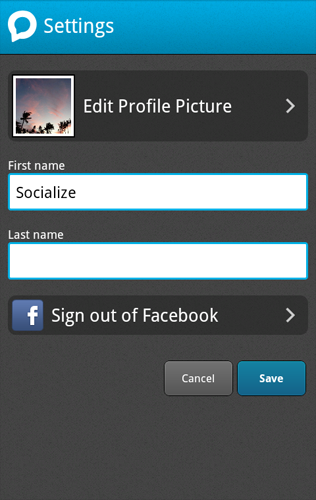 Settings
Edit Profile Picture
First name
Socialize
Last name
f Sign out of Facebook
Cancel Save